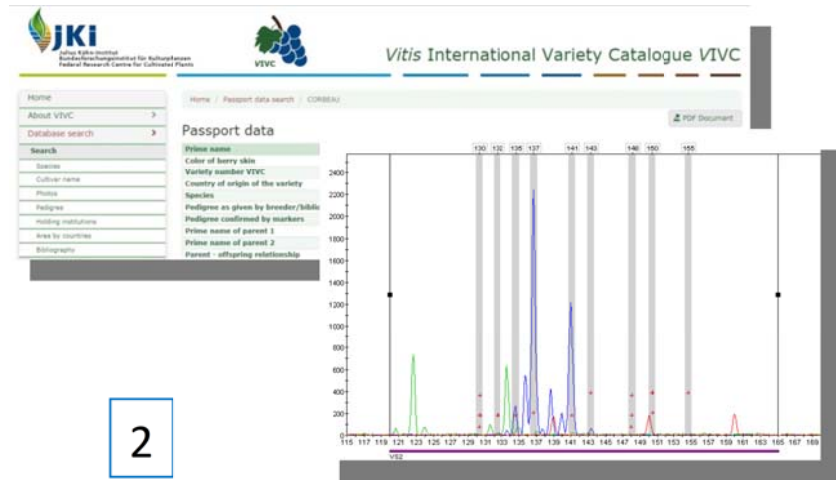 JKI
Julius Kühn-Institut
Bundesforschungsinstitut für Kulturpflanzen
Federal Research Centre for Cultivated Plants
VIVC
Vitis International Variety Catalogue VIVC
Home
About VIVC >
Database search >
Search
Species
Cultivar name
Photos
Pedigree
Holding institutions
Area by countries
Bibliography
Home / Passport data search / CORBEAU
PDF Document
Passport data
Prime name
Color of berry skin
Variety number VIVC
Country of origin of the variety
Species
Pedigree as given by breeder/biblio
Pedigree confirmed by markers
Prime name of parent 1
Prime name of parent 2
Parent - offspring relationship
130 132 135 137 141 143 148 150 155
2400
2200
2000
1800
1600
1400
1200
1000
800
600
400
200
0
115 117 119 121 123 125 127 129 131 133 135 137 139 141 143 145 147 149 151 153 155 157 159 161 163 165 167 169
VS2
2